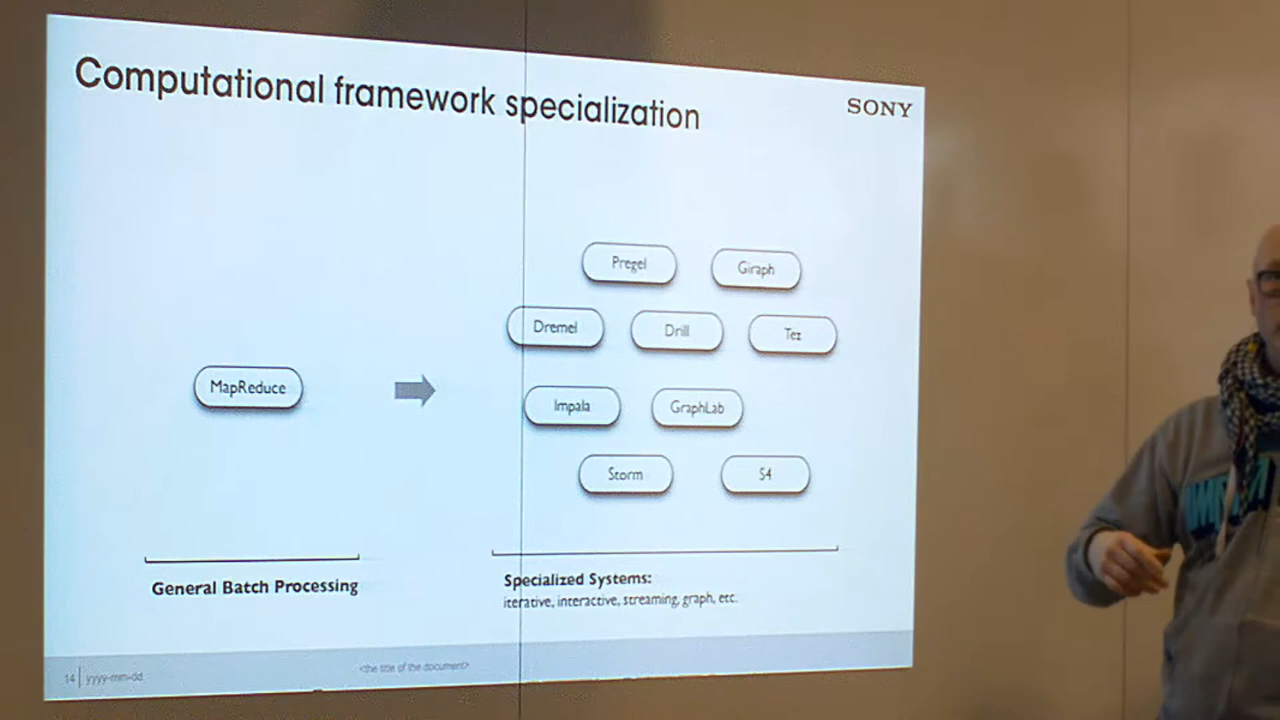 Computational framework specialization
SONY
Pregel
Giraph
Dremel
Drill
Tez
MapReduce
Impala
GraphLab
Storm
S4
General Batch Processing
Specialized Systems:
iterative, interactive, streaming, graph, etc.
14
yyyy-mm-dd
<the title of the document>